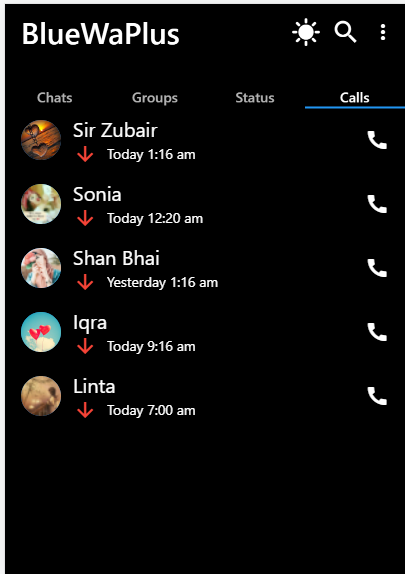 BlueWaPlus
Chats Groups Status Calls
Sir Zubair
Today 1:16 am
Sonia
Today 12:20 am
Shan Bhai
Yesterday 1:16 am
Iqra
Today 9:16 am
Linta
Today 7:00 am